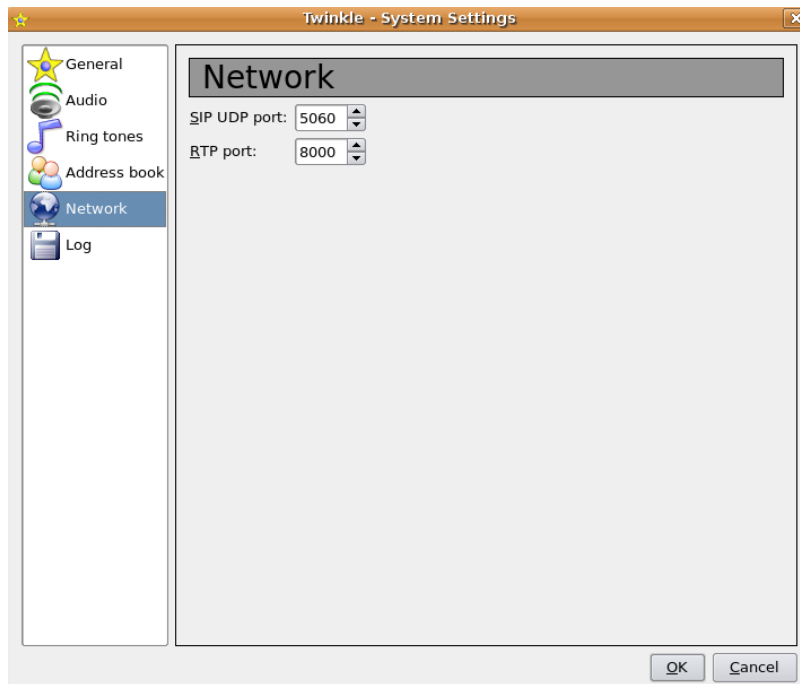 Twinkle - System Settings
General
Audio
Ring tones
Address book
Network
Log
Network
SIP UDP port: 5060
RTP port: 8000
OK
Cancel